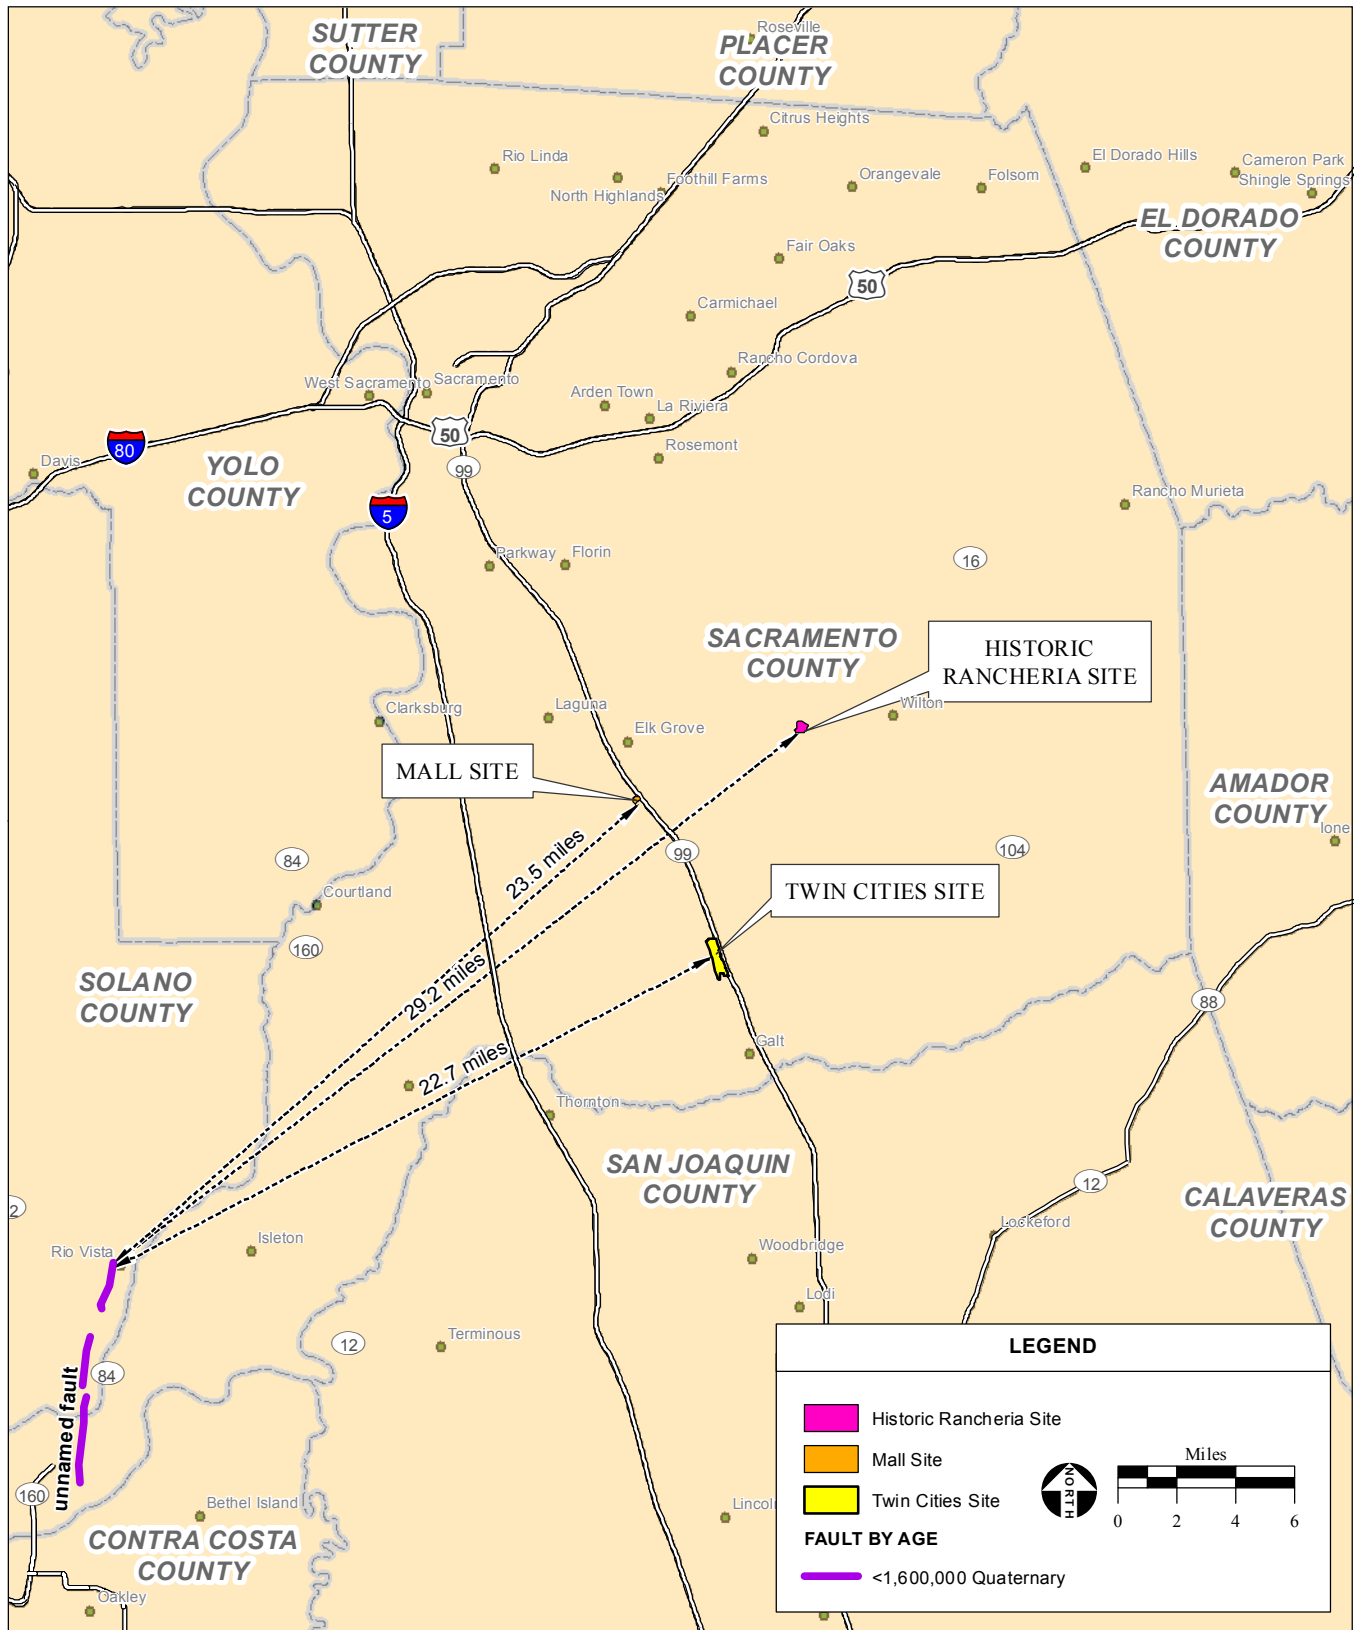 Roseville
SUTTER
COUNTY
PLACER
COUNTY
Citrus Heights
Rio Linda
El Dorado Hills
Cameron Park
Shingle Springs
Foothill Farms
North Highlands
Orangevale
Folsom
EL DORADO
COUNTY
Fair Oaks
50
Carmichael
Rancho Cordova
West Sacramento
Sacramento
Arden Town
La Riviera
50
Rosemont
80
Davis
99
YOLO
COUNTY
Rancho Murieta
5
Parkway
Florin
16
SACRAMENTO
COUNTY
HISTORIC
RANCHERIA SITE
Clarksburg
Laguna
Wilton
Elk Grove
MALL SITE
AMADOR
COUNTY
Ione
23.5 miles
99
104
84
Courtland
TWIN CITIES SITE
160
29.2 miles
SOLANO
COUNTY
88
22.7 miles
Galt
Thornton
SAN JOAQUIN
COUNTY
12
CALAVERAS
COUNTY
2
Lockeford
Rio Vista
Isleton
Woodbridge
Lodi
12
Terminous
84
unnamed fault
160
Bethel Island
Lincoln
CONTRA COSTA
COUNTY
Oakley
LEGEND
Historic Rancheria Site
Mall Site
Twin Cities Site
NORTH
Miles
0 2 4 6
FAULT BY AGE
<1,600,000 Quaternary